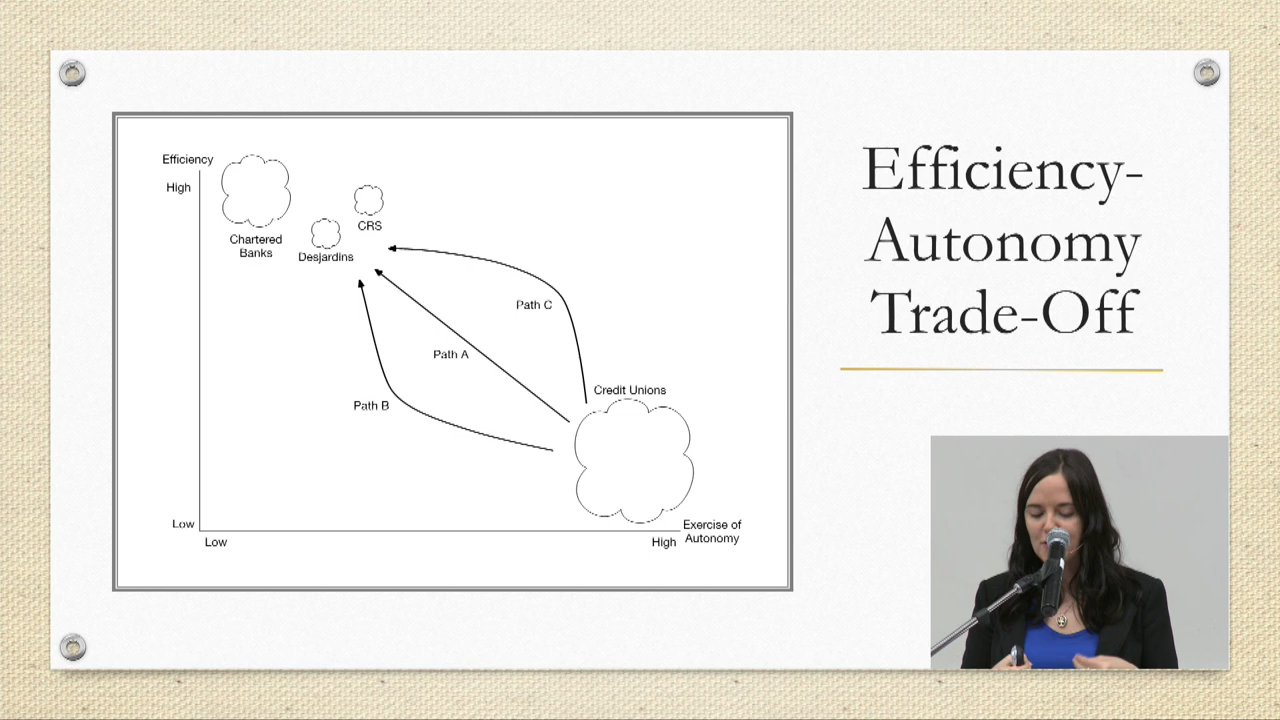 Efficiency
High
Chartered
Banks
Desjardins
CRS
Path C
Path A
Path B
Credit Unions
Low
Low
High
Exercise of
Autonomy
Efficiency-
Autonomy
Trade-Off